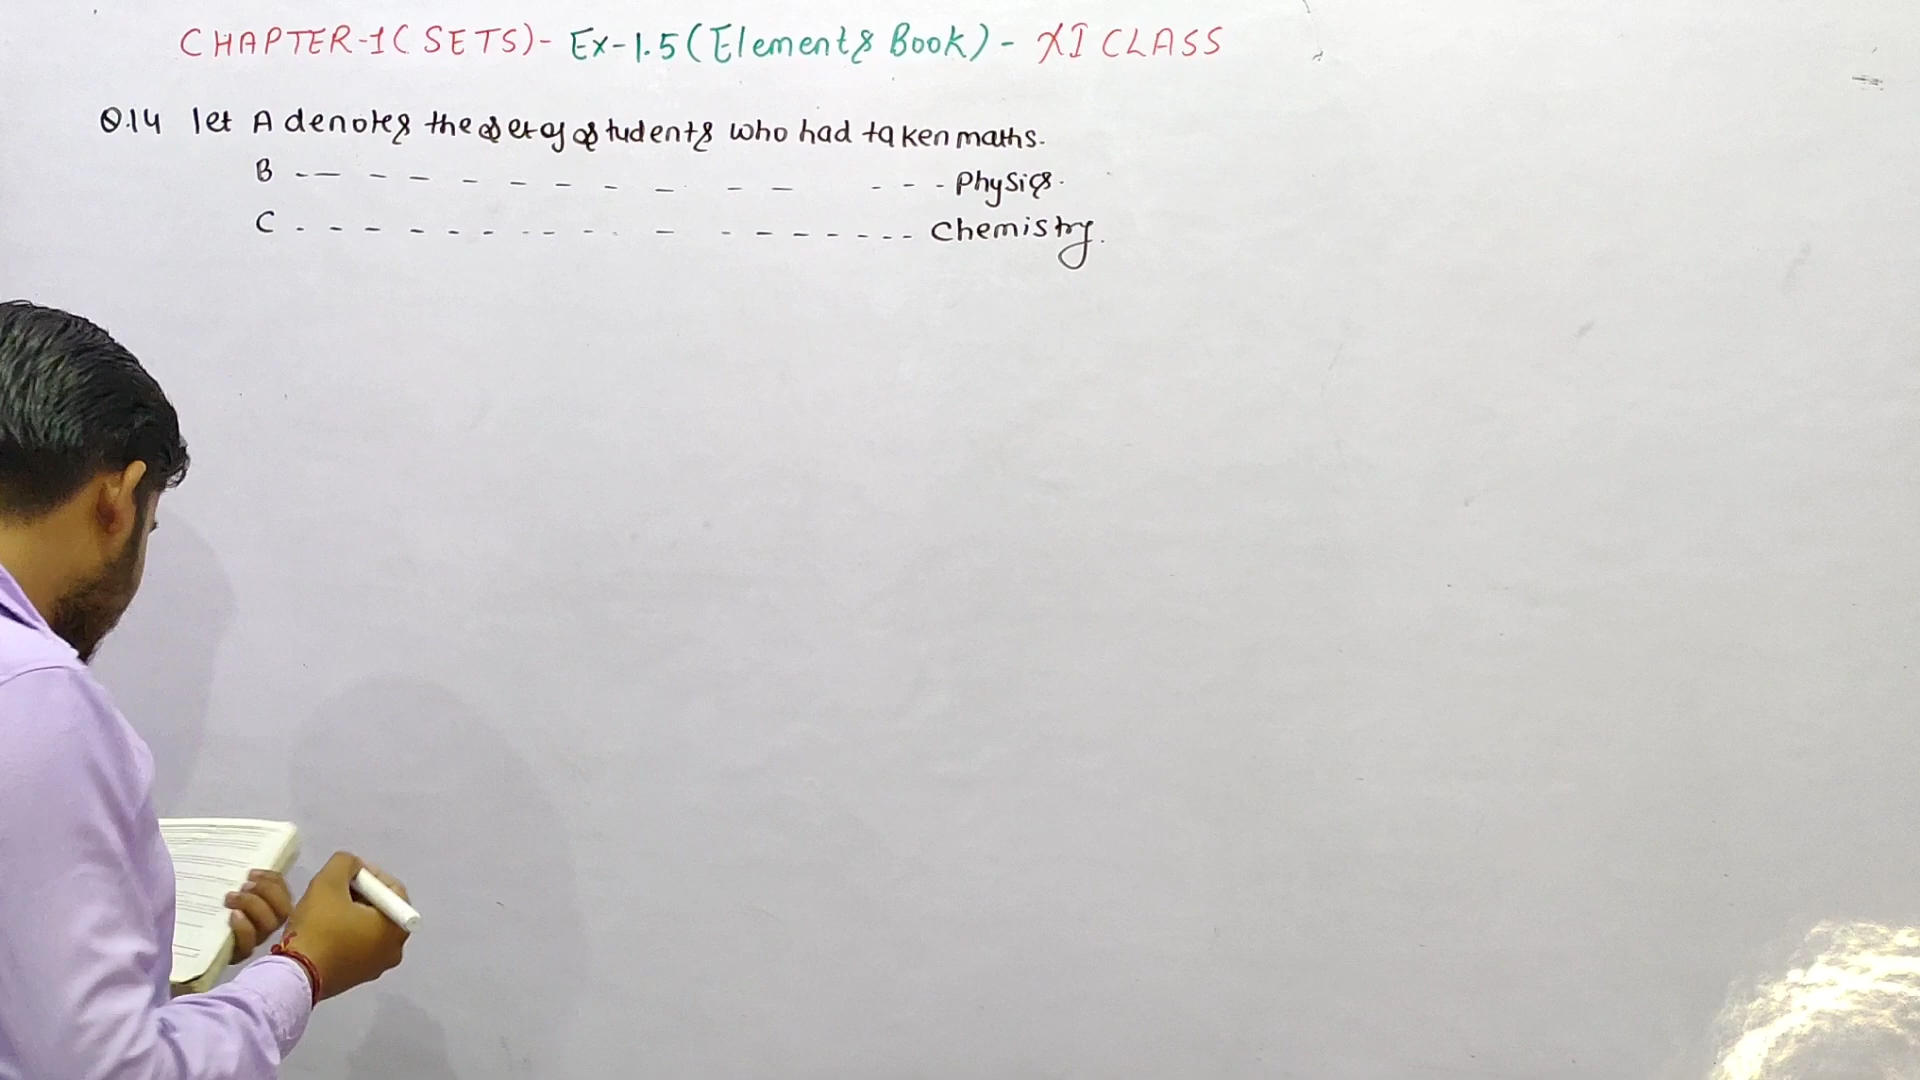 CHAPTER-1(SETS)- Ex-1.5(Elements Book)- XI CLASS
Q.14 let A denotes the set of students who had taken maths.
B - - - - - - - - - - - - - - Physics.
C - - - - - - - - - - - - - - - - - - Chemistry.